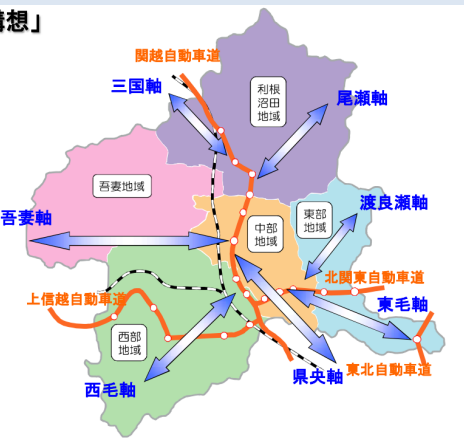 構想」
関越自動車道
三国軸
利根
沼田
地域
尾瀬軸
吾妻地域
渡良瀬軸
東部
地域
中部
地域
吾妻軸
北関東自動車道
上信越自動車道
東毛軸
西部
地域
西毛軸
県央軸
東北自動車道